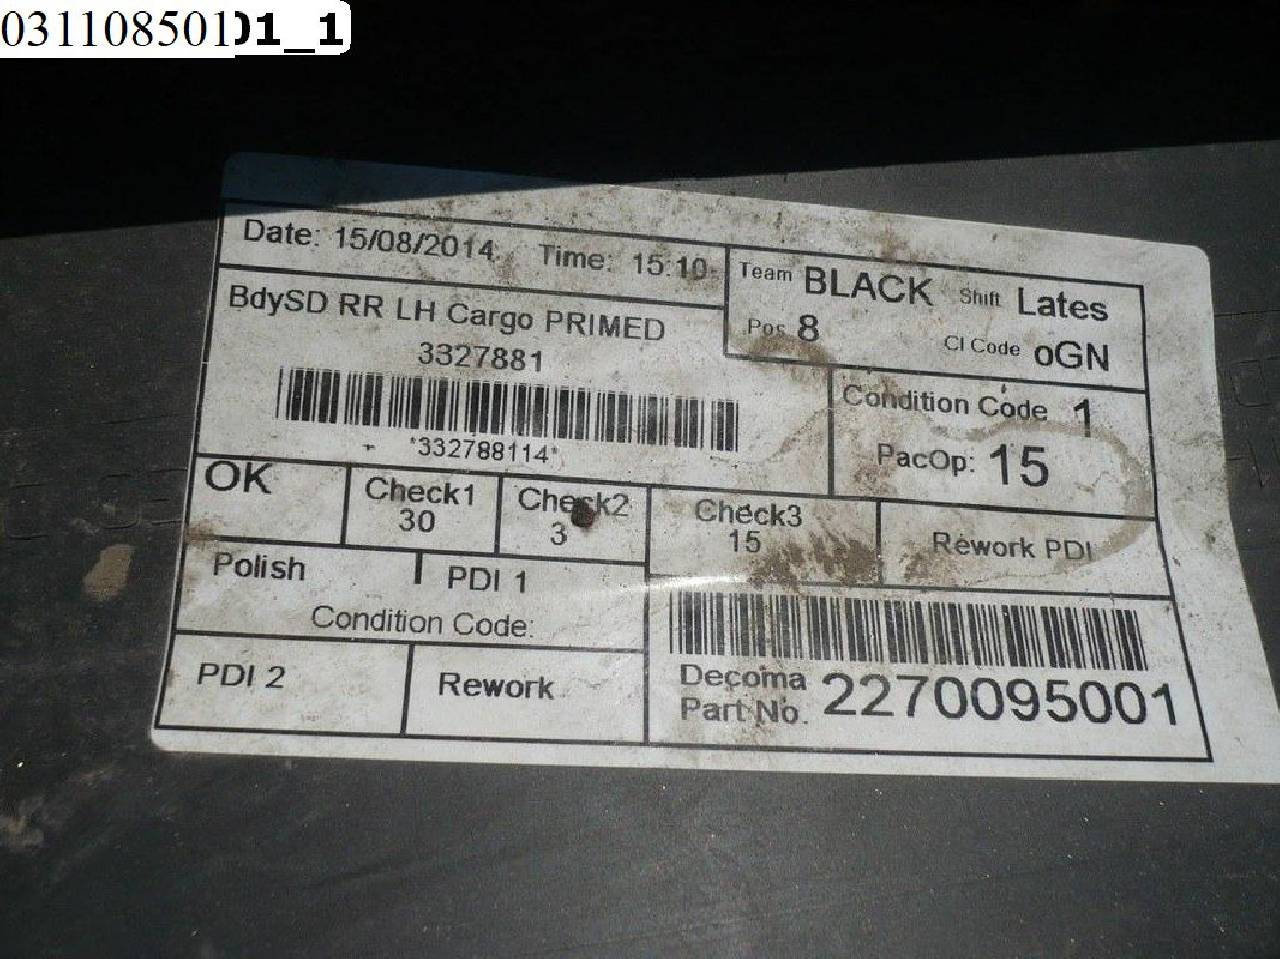 03110850101_1
Date: 15/08/2014 Time: 15:10
Team BLACK Shift Lates
Pos 8 CI Code oGN
BdySD RR LH Cargo PRIMED
3327881
*332788114*
Condition Code 1
PacOp: 15
OK
Check1
30
Check2
3
Check3
15
Rework PDI
Polish
PDI 1
Condition Code:
PDI 2
Rework
Decoma
Part No. 2270095001